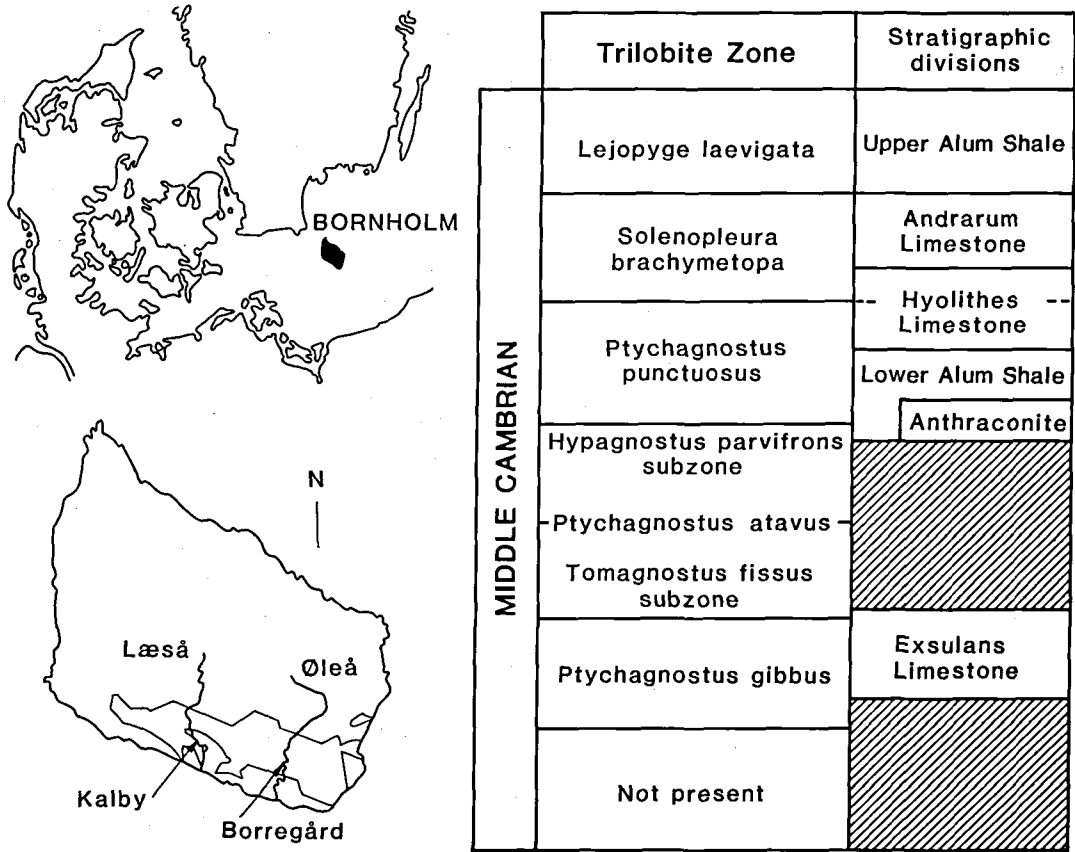 BORNHOLM
N
Læså
Øleå
Kalby
Borregård
Trilobite Zone
Stratigraphic
divisions
MIDDLE CAMBRIAN
Lejopyge laevigata
Upper Alum Shale
Solenopleura
brachymetopa
Andrarum
Limestone
Hyolithes
Limestone
Ptychagnostus
punctuosus
Lower Alum Shale
Anthraconite
Hypagnostus parvifrons
subzone
Ptychagnostus atavus
Tomagnostus fissus
subzone
Ptychagnostus gibbus
Exsulans
Limestone
Not present